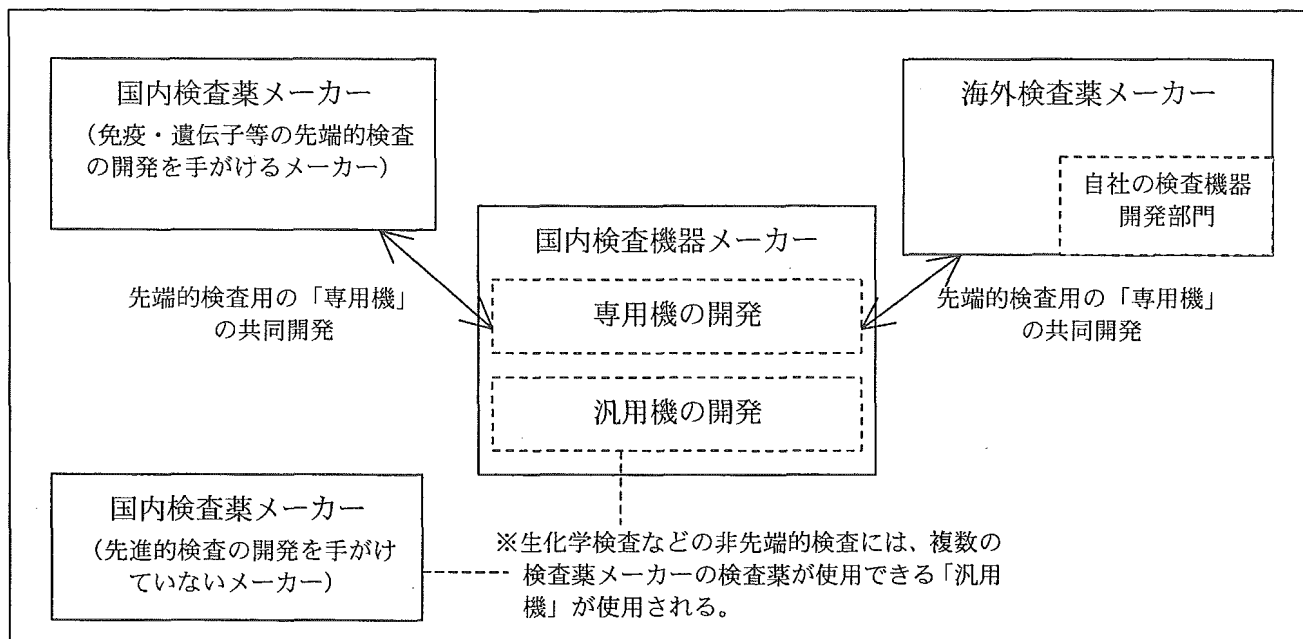 国内検査薬メーカー
（免疫・遺伝子等の先端的検査
の開発を手がけるメーカー）
海外検査薬メーカー
自社の検査機器
開発部門
国内検査機器メーカー
先端的検査用の「専用機」
の共同開発
専用機の開発
先端的検査用の「専用機」
の共同開発
汎用機の開発
国内検査薬メーカー
（先進的検査の開発を手がけ
ていないメーカー）
※生化学検査などの非先端的検査には、複数の
検査薬メーカーの検査薬が使用できる「汎用
機」が使用される。